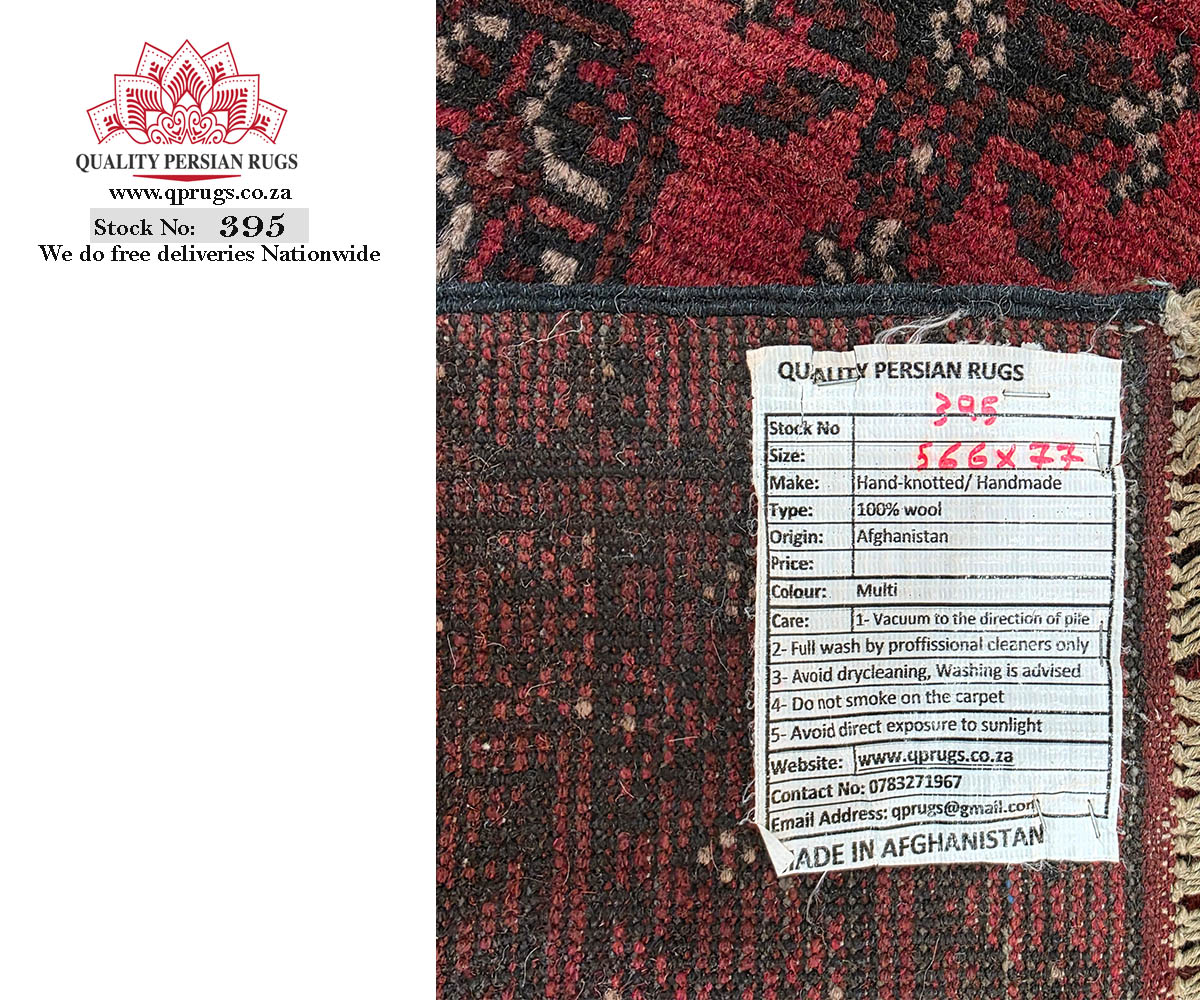 QUALITY PERSIAN RUGS
www.qprugs.co.za
Stock No: 395
We do free deliveries Nationwide
QUALITY PERSIAN RUGS
395
Stock No
Size: 566x77
Make: Hand-knotted/ Handmade
Type: 100% wool
Origin: Afghanistan
Price:
Colour: Multi
Care: 1- Vacuum to the direction of pile
2- Full wash by proffissional cleaners only
3- Avoid drycleaning, Washing is advised
4- Do not smoke on the carpet
5- Avoid direct exposure to sunlight
Website: www.qprugs.co.za
Contact No: 0783271967
Email Address: qprugs@gmail.com
MADE IN AFGHANISTAN